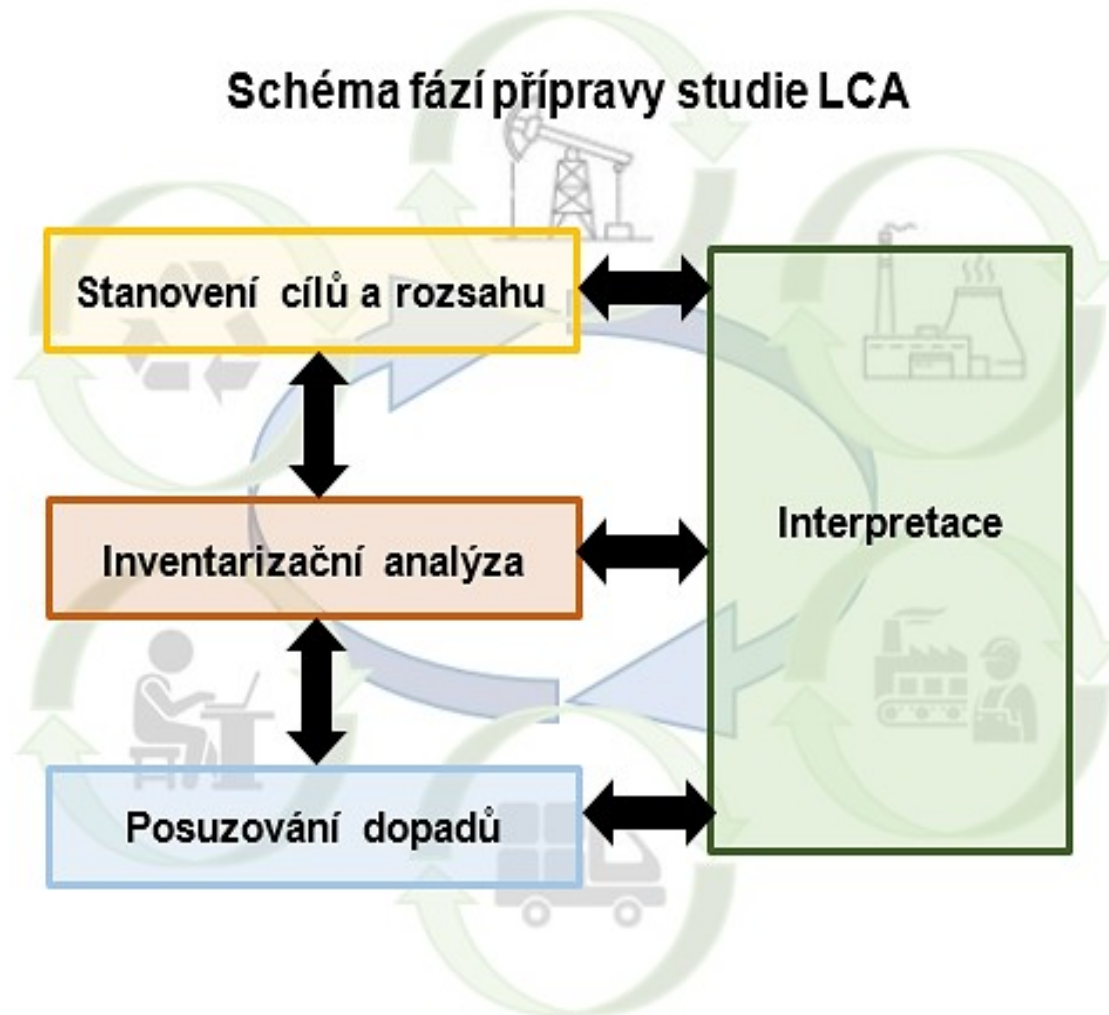 Schéma fází přípravy studie LCA
Stanovení cílů a rozsahu
Inventarizační analýza
Posuzování dopadů
Interpretace